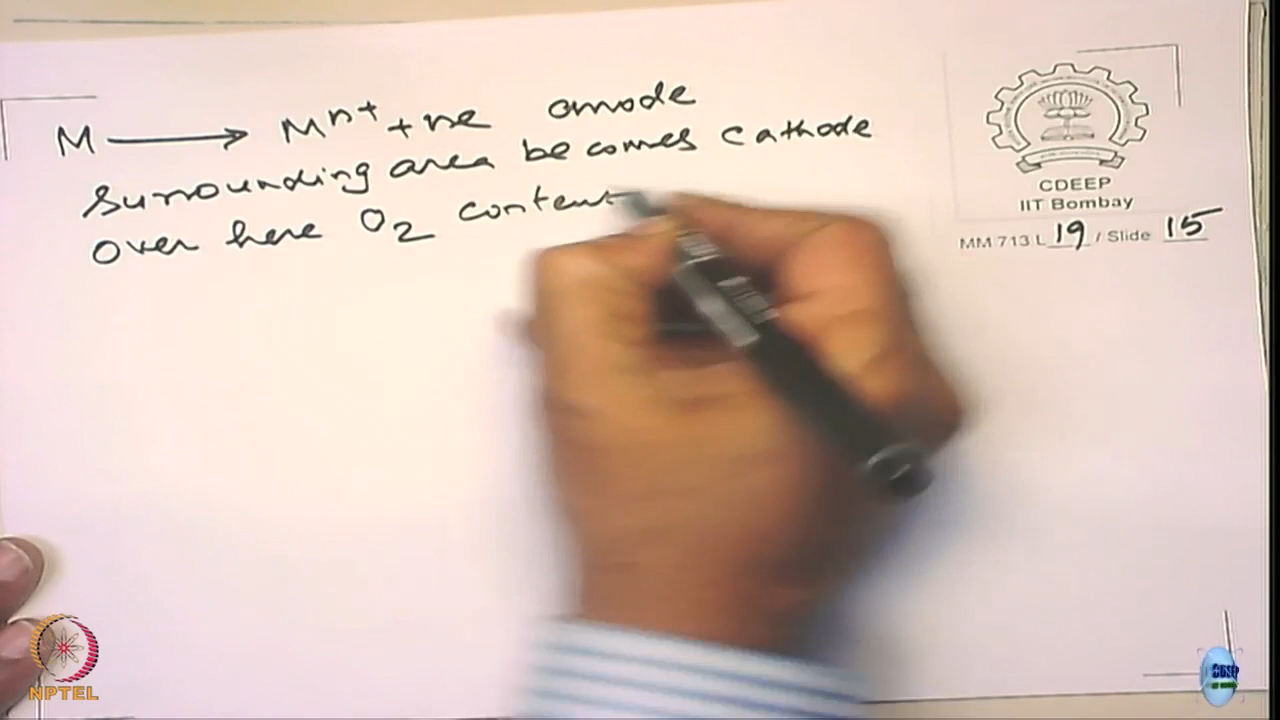 M → Mn+ + ne anode
surrounding area becomes cathode
over here O2 content
CDEEP
IIT Bombay
MM 713 L 19 / Slide 15
NPTEL